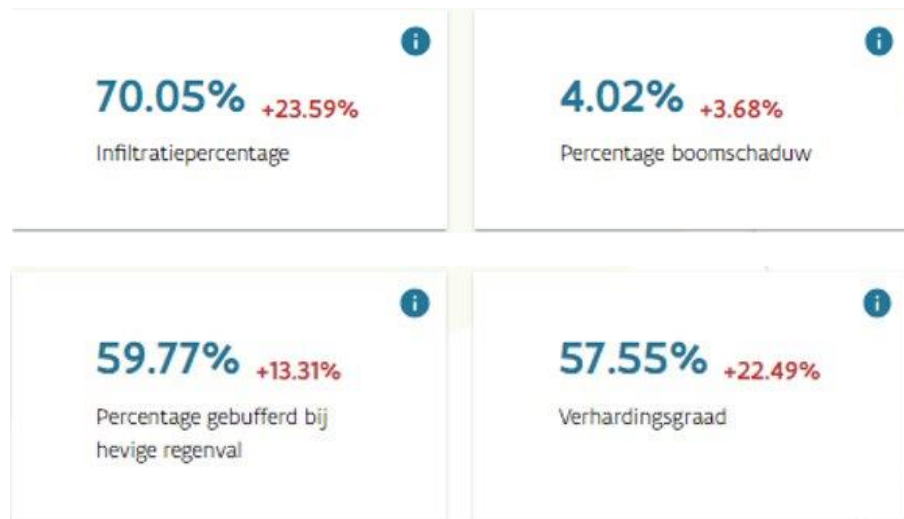 70.05% +23.59%
Infiltratiepercentage
4.02% +3.68%
Percentage boomschaduw
59.77% +13.31%
Percentage gebufferd bij
hevige regenval
57.55% +22.49%
Verhardingsgraad